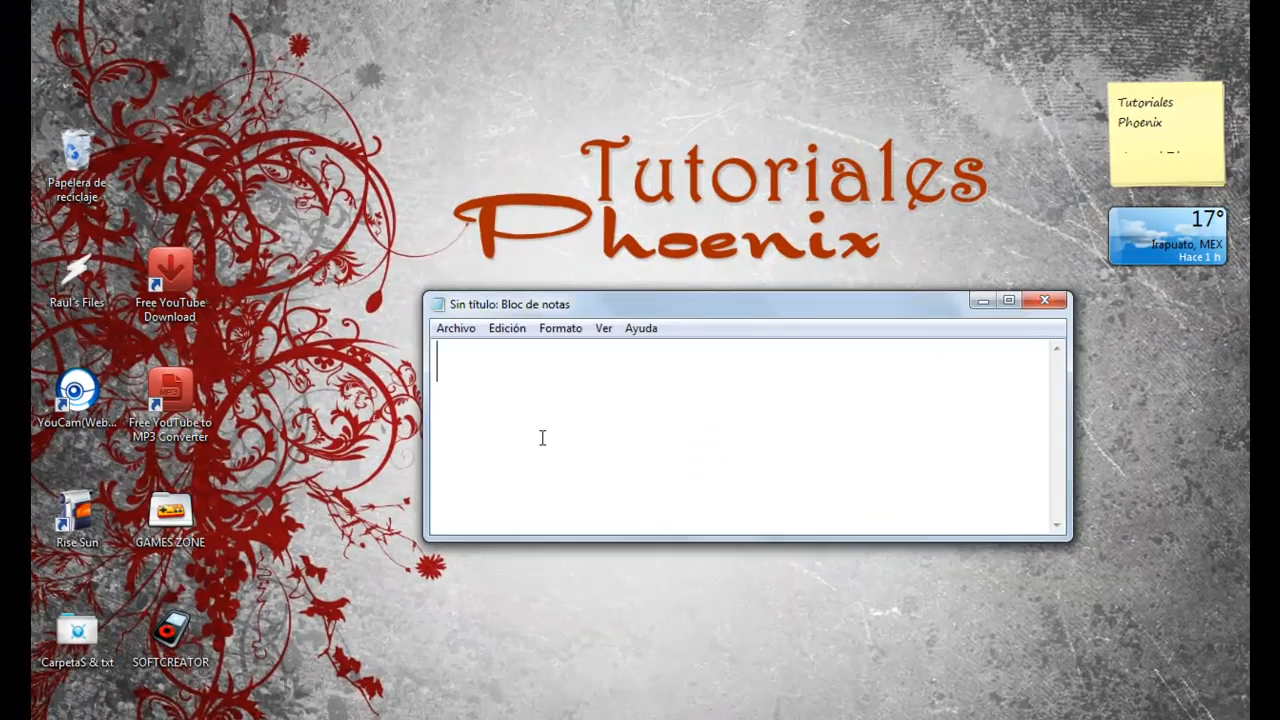 Tutoriales
Phoenix
Tutoriales
Phoenix
17°
Irapuato, MEX
Hace 1 h
Sin título: Bloc de notas
Archivo Edición Formato Ver Ayuda
Papelera de
reciclaje
Raul's Files
Free YouTube
Download
YouCam(Web...
Free YouTube to
MP3 Converter
MP3
Rise Sun
GAMES ZONE
CarpetaS & txt
SOFTCREATOR